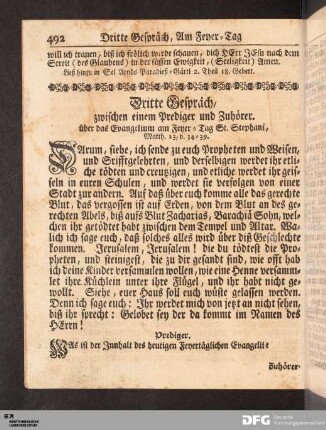 492 Dritte Gespräch, Am Feyer-Tag
will ich trauen, biß ich frölich werde schauen, dich HErr JEsu nach dem
Streit (des Glaubens) in der süssen Ewigkeit, (Seligkeit) Amen.
Ließ hinzu in Sel. Arnds Paradieß-Gärtl. 2. Theil 18. Gebett.
Dritte Gespräch/
zwischen einem Prediger und Zuhörer.
über das Evangelium am Feyer-Tag St. Stephani,
Matth. 23/v. 34-39.
DArum, siehe, ich sende zu euch Propheten und Weisen,
und Schrifftgelehrten, und derselbigen werdet ihr etli-
che tödten und creutzigen, und etliche werdet ihr geis-
seln in euren Schulen, und werdet sie verfolgen von einer
Stadt zur andern. Auf daß über euch komme alle das gerechte
Blut, das vergossen ist auf Erden, von dem Blut an des ge-
rechten Abels, biß aufs Blut Zacharias, Barachiä Sohn, wel-
chen ihr getödtet habt zwischen dem Tempel und Altar. Wa-
lich ich sage euch, daß solches alles wird über diß Geschlechte
kommen. Jerusalem, Jerusalem! die du tödtest die Pro-
pheten, und steinigest, die zu dir gesandt sind, wie offt hab
ich deine Kinder versammlen wollen, wie eine Henne versamm-
let ihre Küchlein unter ihre Flügel, und ihr habt nicht ge-
wollt. Siehe, euer Haus soll euch wüste gelassen werden.
Denn ich sage euch: Ihr werdet mich von jetzt an nicht sehen,
biß ihr sprecht: Gelobet sey der da kommt im Namen des
HErrn!
Prediger.
WAs ist der Innhalt des heutigen Feyertäglichen Evangelii?
Zuhörer-
WÜRTTEMBERGISCHE
LANDESBIBLIOTHEK
DFG Deutsche
Forschungsgemeinschaft